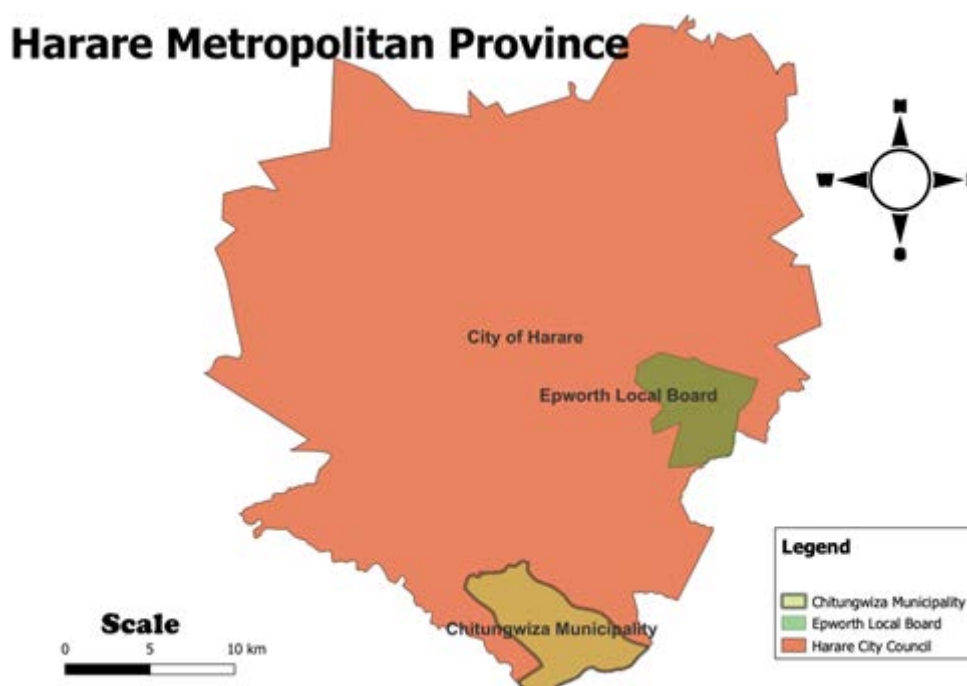 Harare Metropolitan Province
N
W
S
City of Harare
Epworth Local Board
Chitungwiza Municipality
Legend
Chitungwiza Municipality
Epworth Local Board
Harare City Council
Scale
0 5 10 km